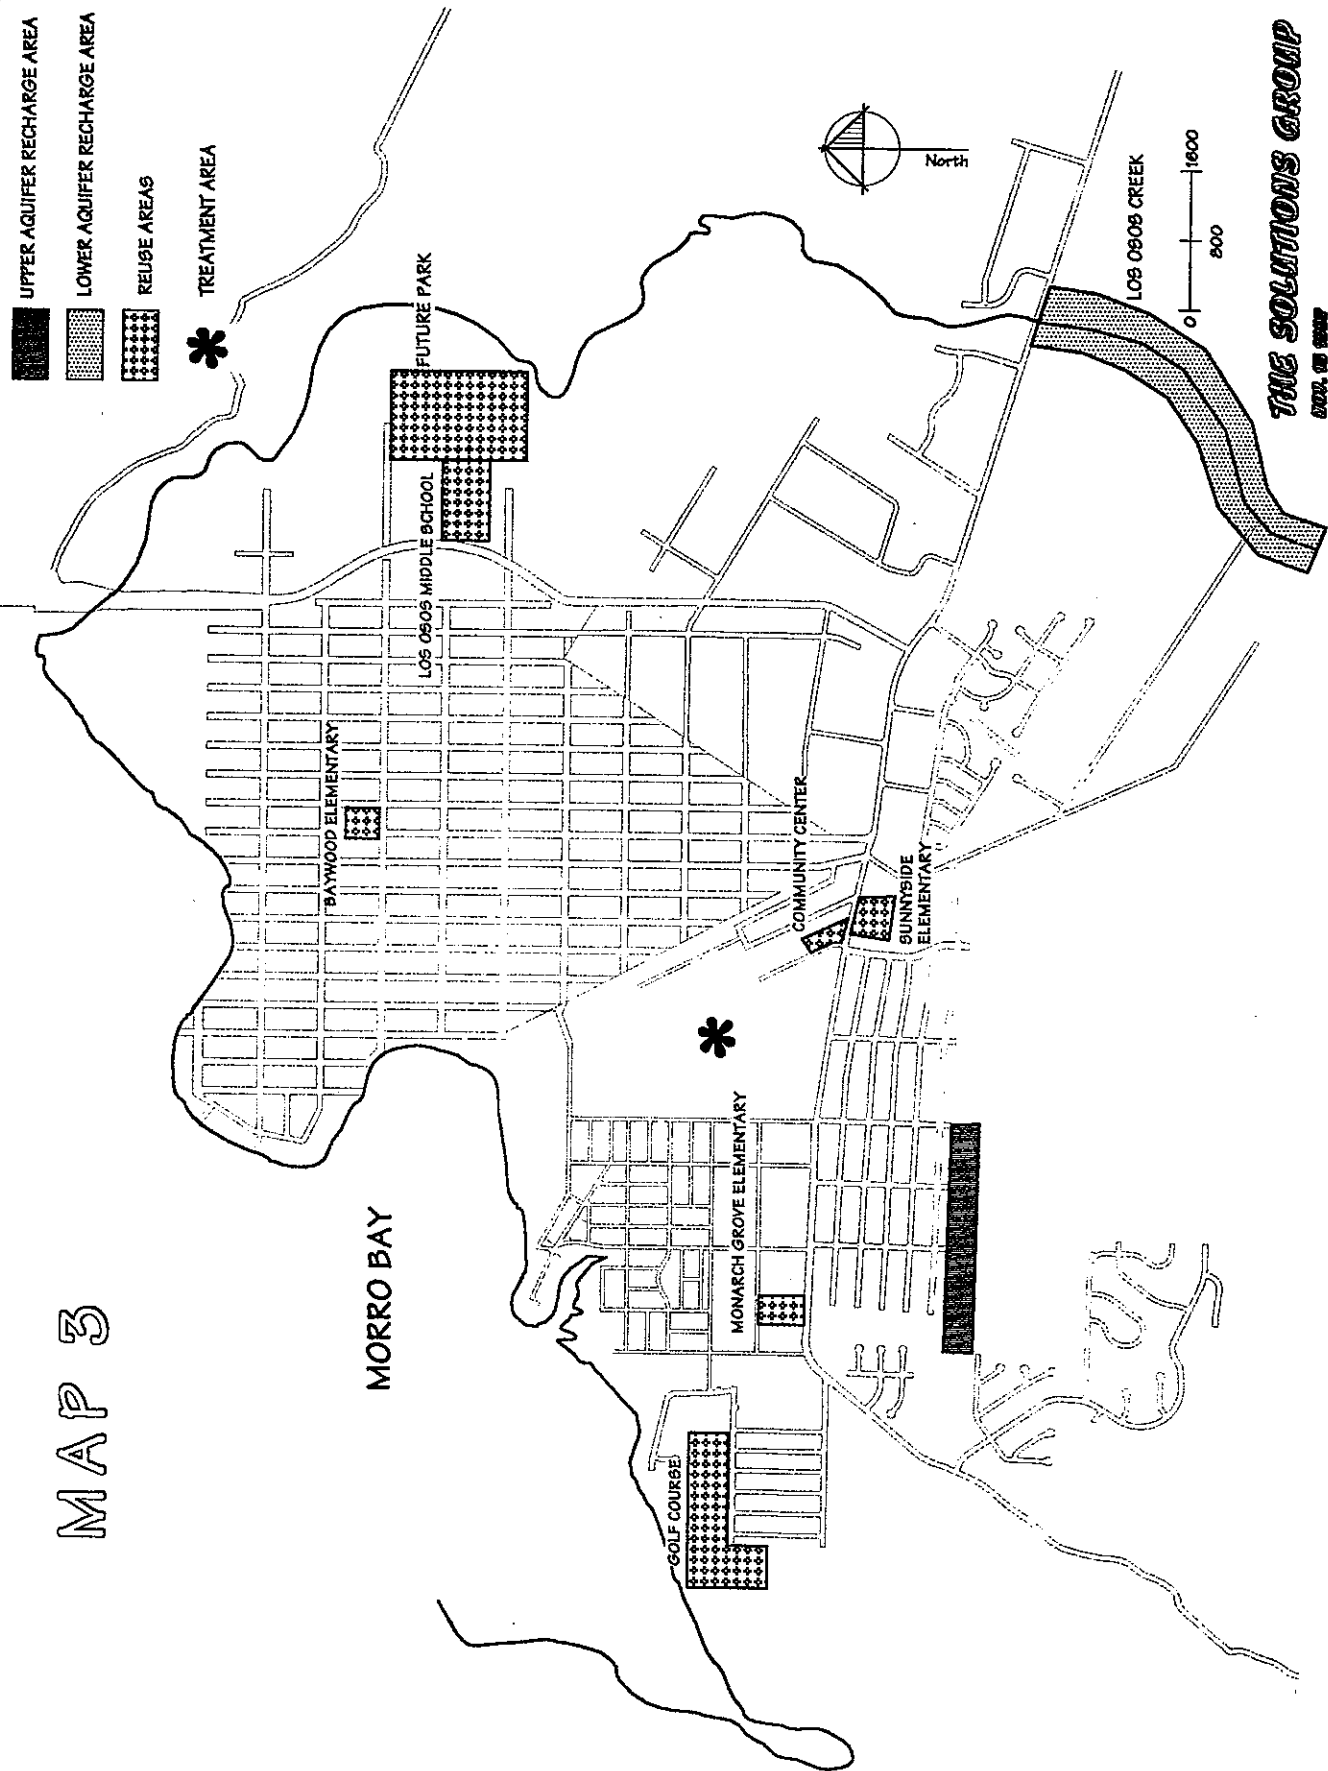 MAP 3
UPPER AQUIFER RECHARGE AREA
LOWER AQUIFER RECHARGE AREA
REUSE AREAS
TREATMENT AREA
MORRO BAY
FUTURE PARK
LOS OSOS MIDDLE SCHOOL
BAYWOOD ELEMENTARY
COMMUNITY CENTER
SUNNYSIDE
ELEMENTARY
MONARCH GROVE ELEMENTARY
GOLF COURSE
North
LOS OSOS CREEK
0
800
1600
THE SOLUTIONS GROUP
NOV. 15